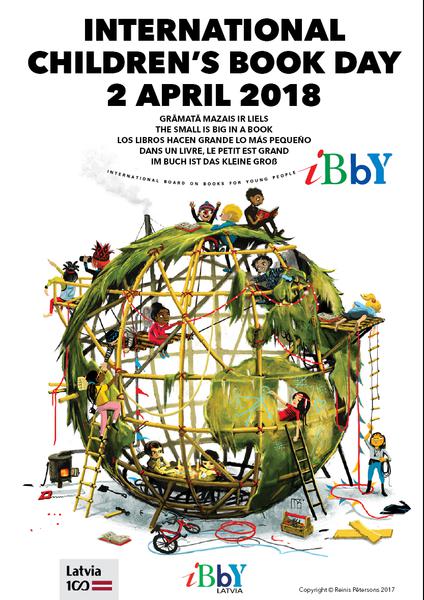 INTERNATIONAL
CHILDREN'S BOOK DAY
2 APRIL 2018
GRĀMATĀ MAZAIS IR LIELS
THE SMALL IS BIG IN A BOOK
LOS LIBROS HACEN GRANDE LO MÁS PEQUEÑO
DANS UN LIVRE, LE PETIT EST GRAND
IM BUCH IST DAS KLEINE GROß
INTERNATIONAL BOARD ON BOOKS FOR YOUNG PEOPLE
iBbY
Latvia
100
iBbY
LATVIA
Copyright © Reinis Pētersons 2017